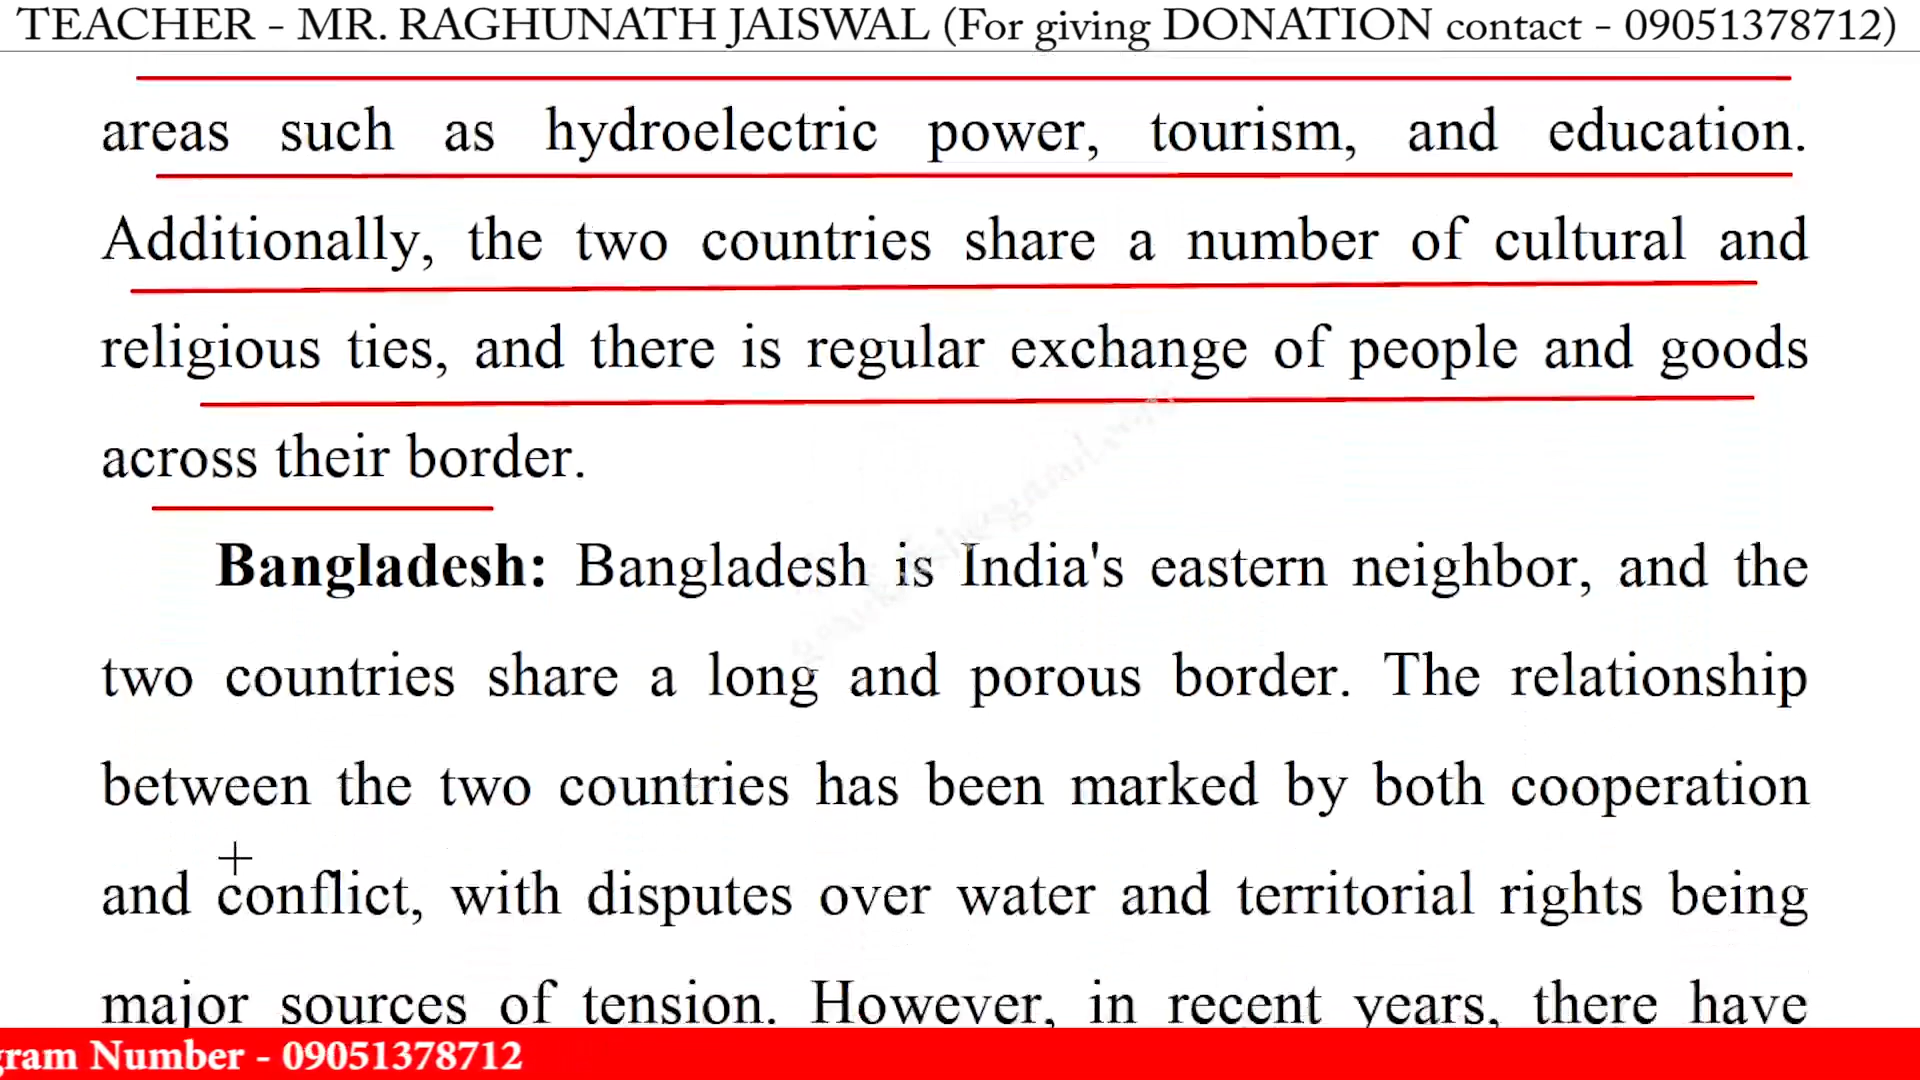 TEACHER - MR. RAGHUNATH JAISWAL (For giving DONATION contact - 09051378712)
areas such as hydroelectric power, tourism, and education.
Additionally, the two countries share a number of cultural and
religious ties, and there is regular exchange of people and goods
across their border.
Bangladesh: Bangladesh is India's eastern neighbor, and the
two countries share a long and porous border. The relationship
between the two countries has been marked by both cooperation
and conflict, with disputes over water and territorial rights being
major sources of tension. However, in recent years, there have
gram Number - 09051378712